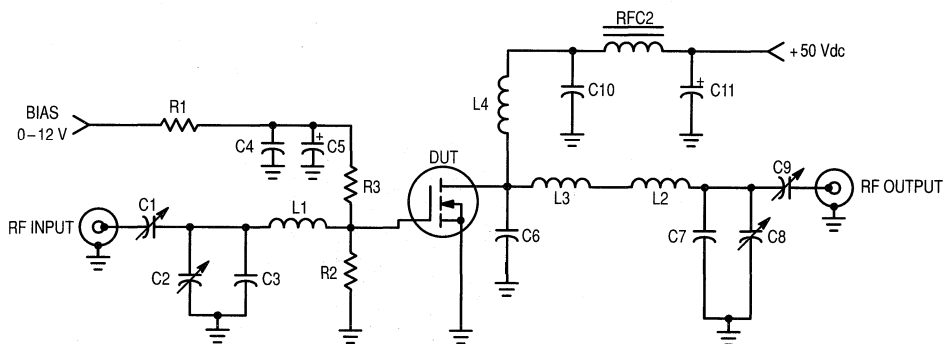 RFC2
+ 50 Vdc
C10
+
C11
L4
BIAS
0–12 V
R1
C4
+
C5
DUT
R3
C9
RF OUTPUT
L3
L2
C1
L1
RF INPUT
C6
C7
C8
C2
C3
R2